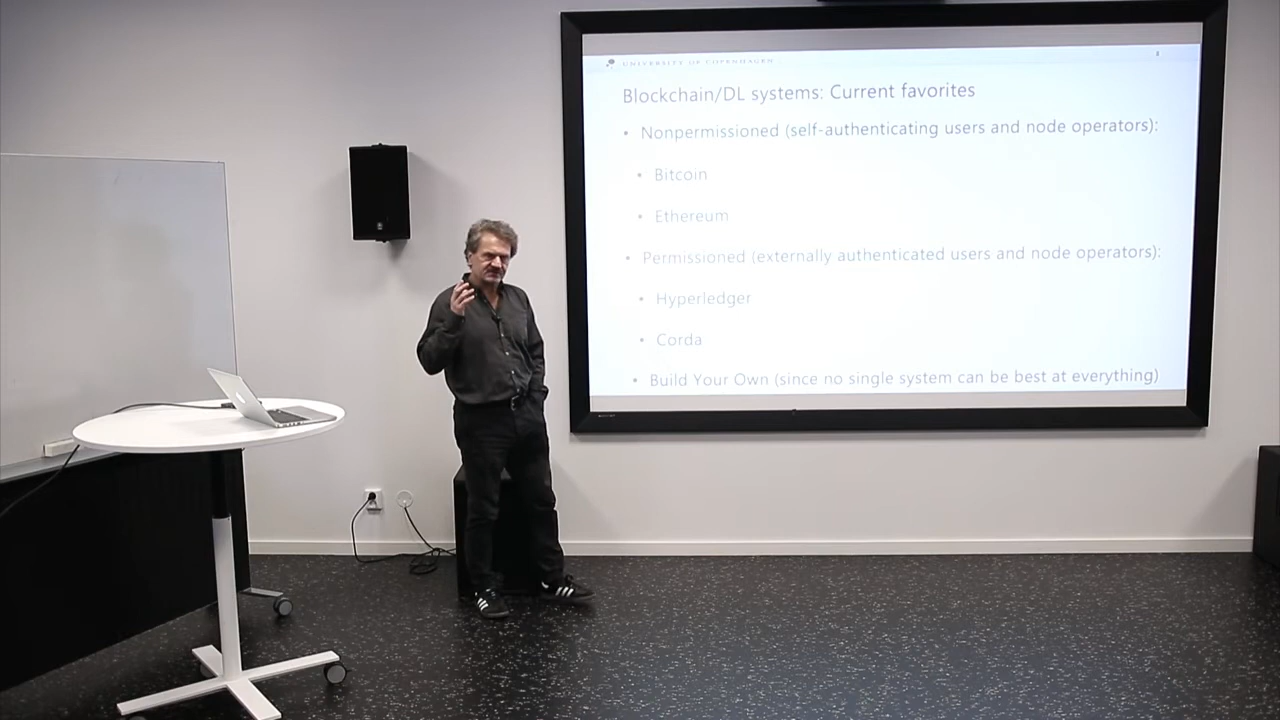 UNIVERSITY OF COPENHAGEN
Blockchain/DL systems: Current favorites
• Nonpermissioned (self-authenticating users and node operators):
• Bitcoin
• Ethereum
• Permissioned (externally authenticated users and node operators):
• Hyperledger
• Corda
• Build Your Own (since no single system can be best at everything)